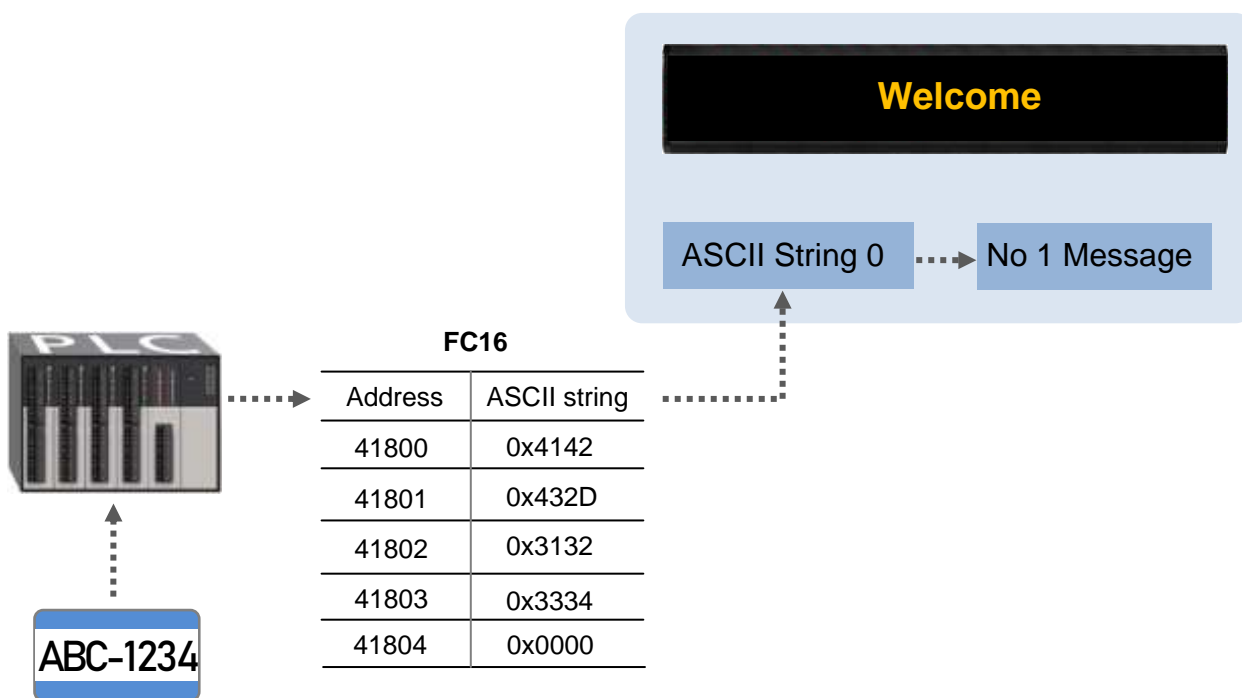 Welcome
ASCII String 0
No 1 Message
PLC
FC16
Address ASCII string
41800 0x4142
41801 0x432D
41802 0x3132
41803 0x3334
41804 0x0000
ABC-1234